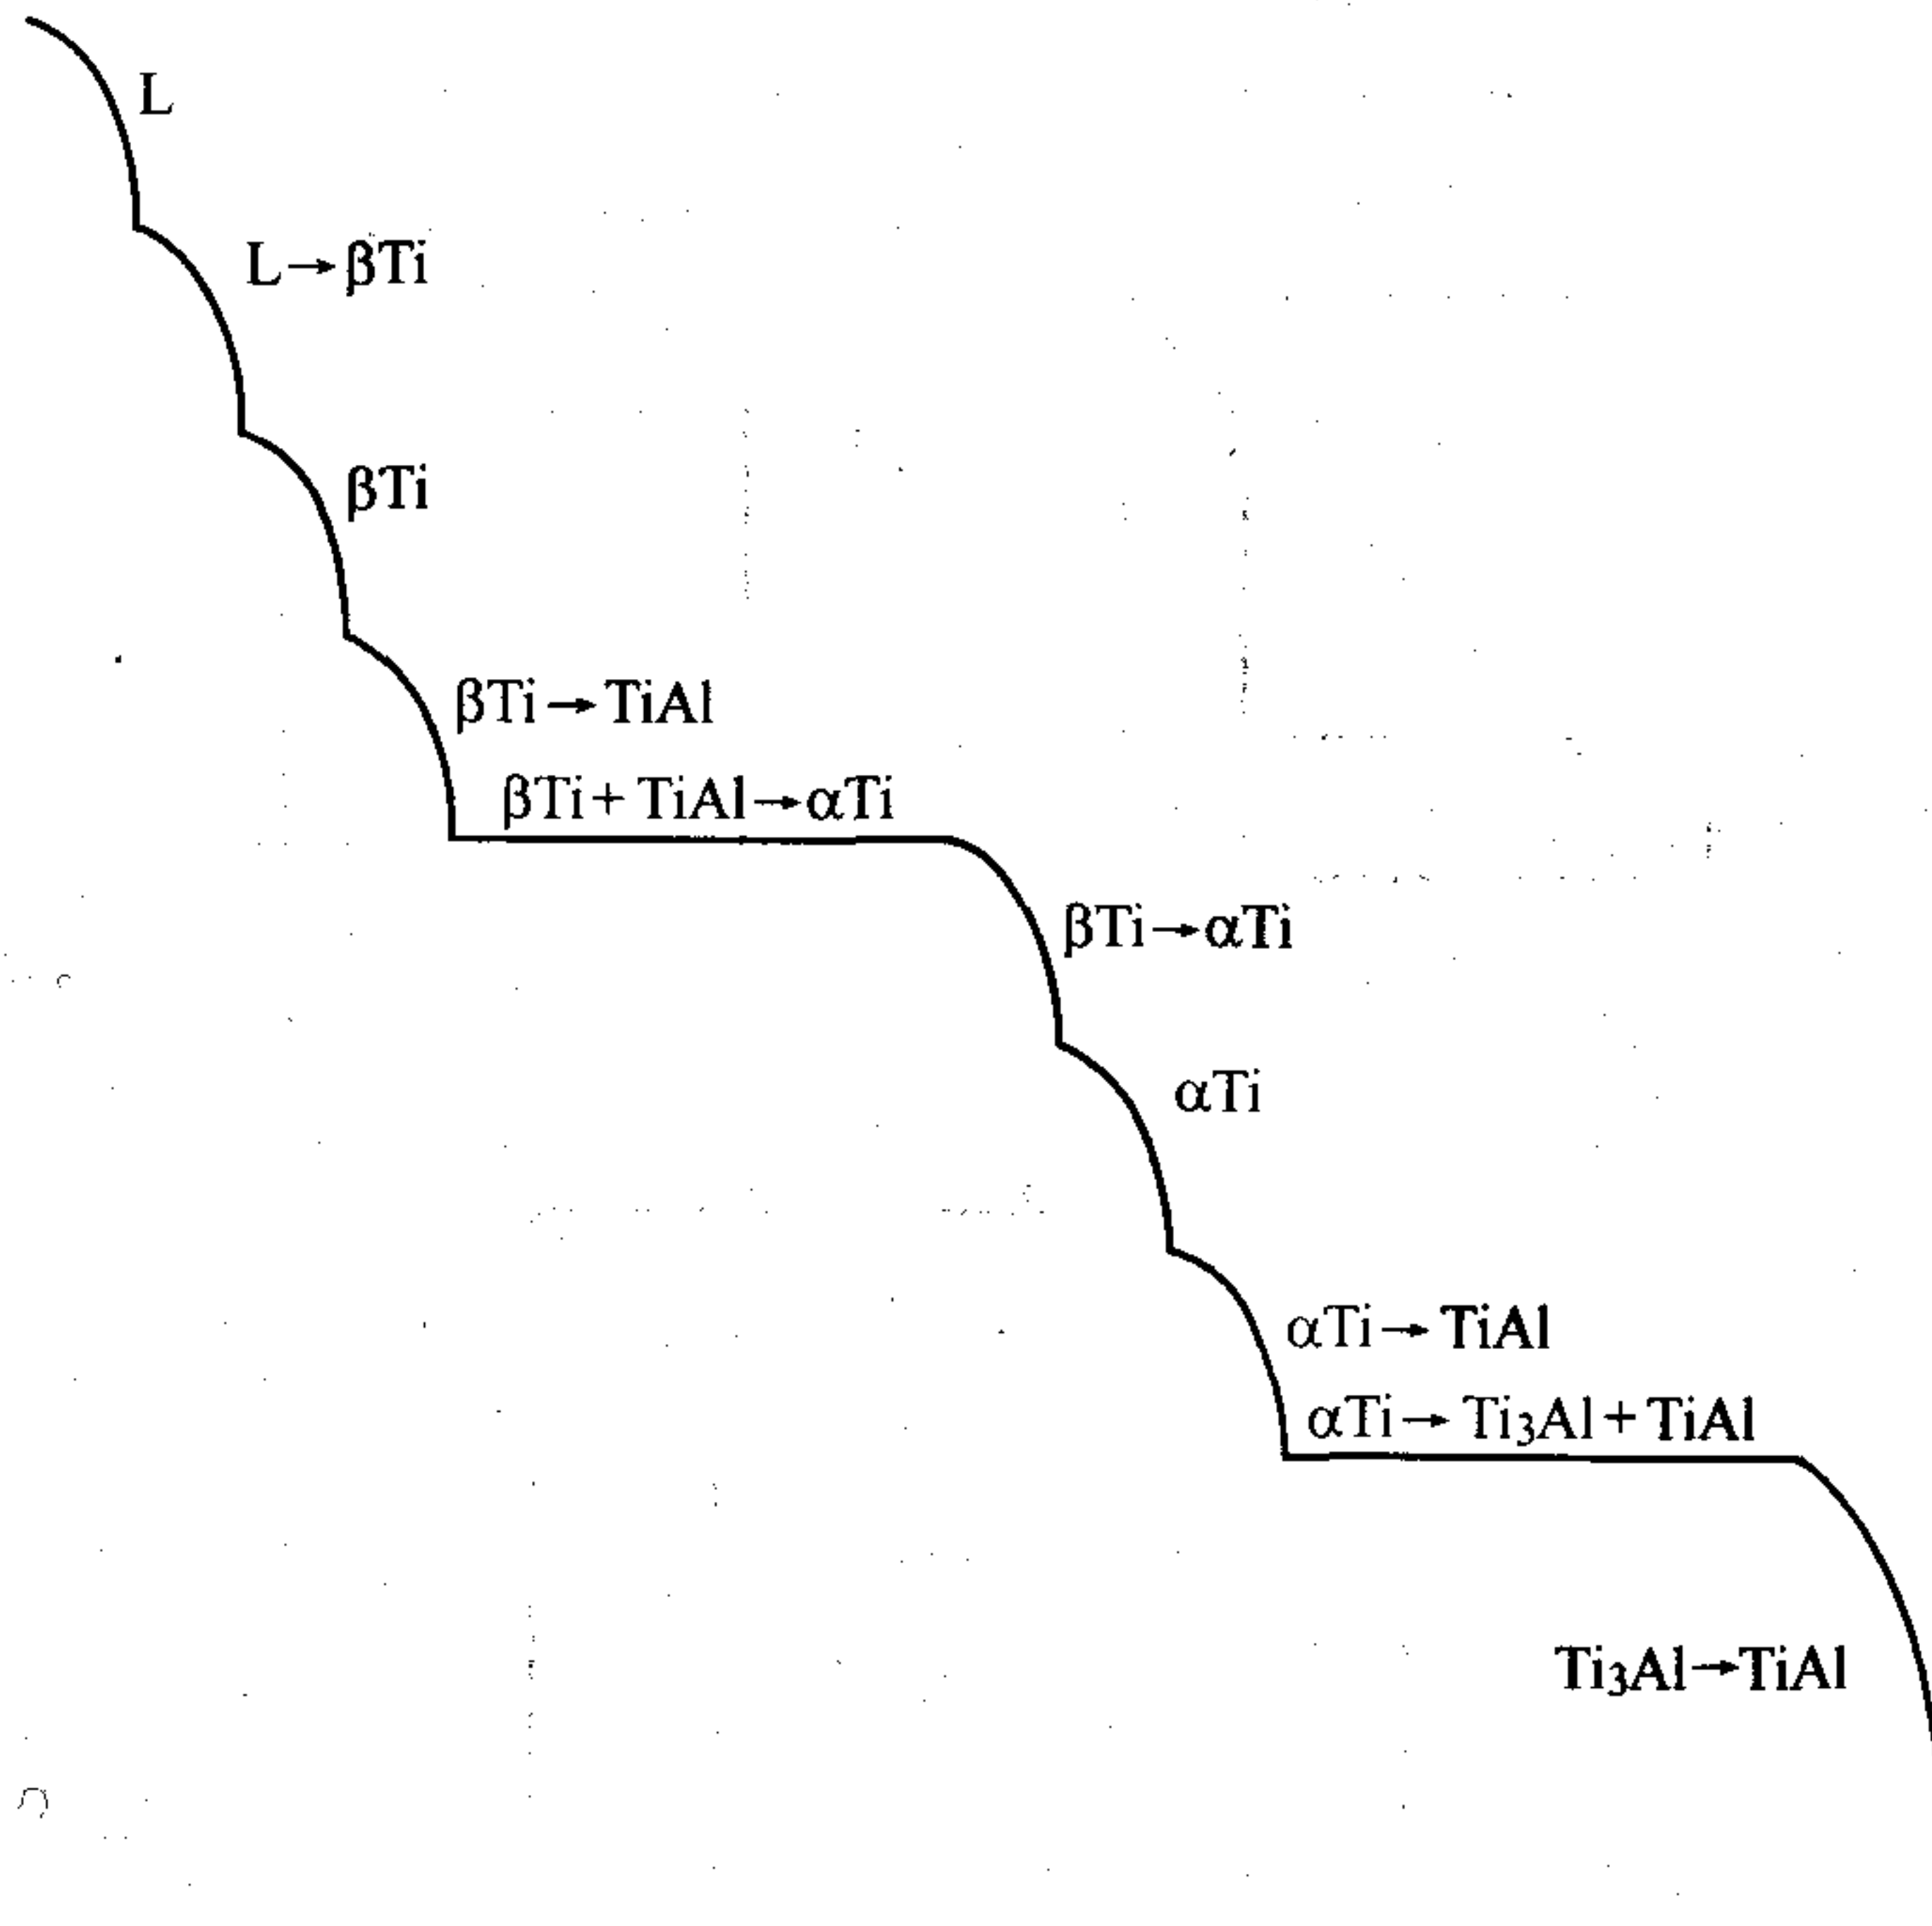 L
L→βTi
βTi
βTi→TiAl
βTi+TiAl→αTi
βTi→αTi
αTi
αTi→TiAl
αTi→Ti₃Al+TiAl
Ti₃Al→TiAl